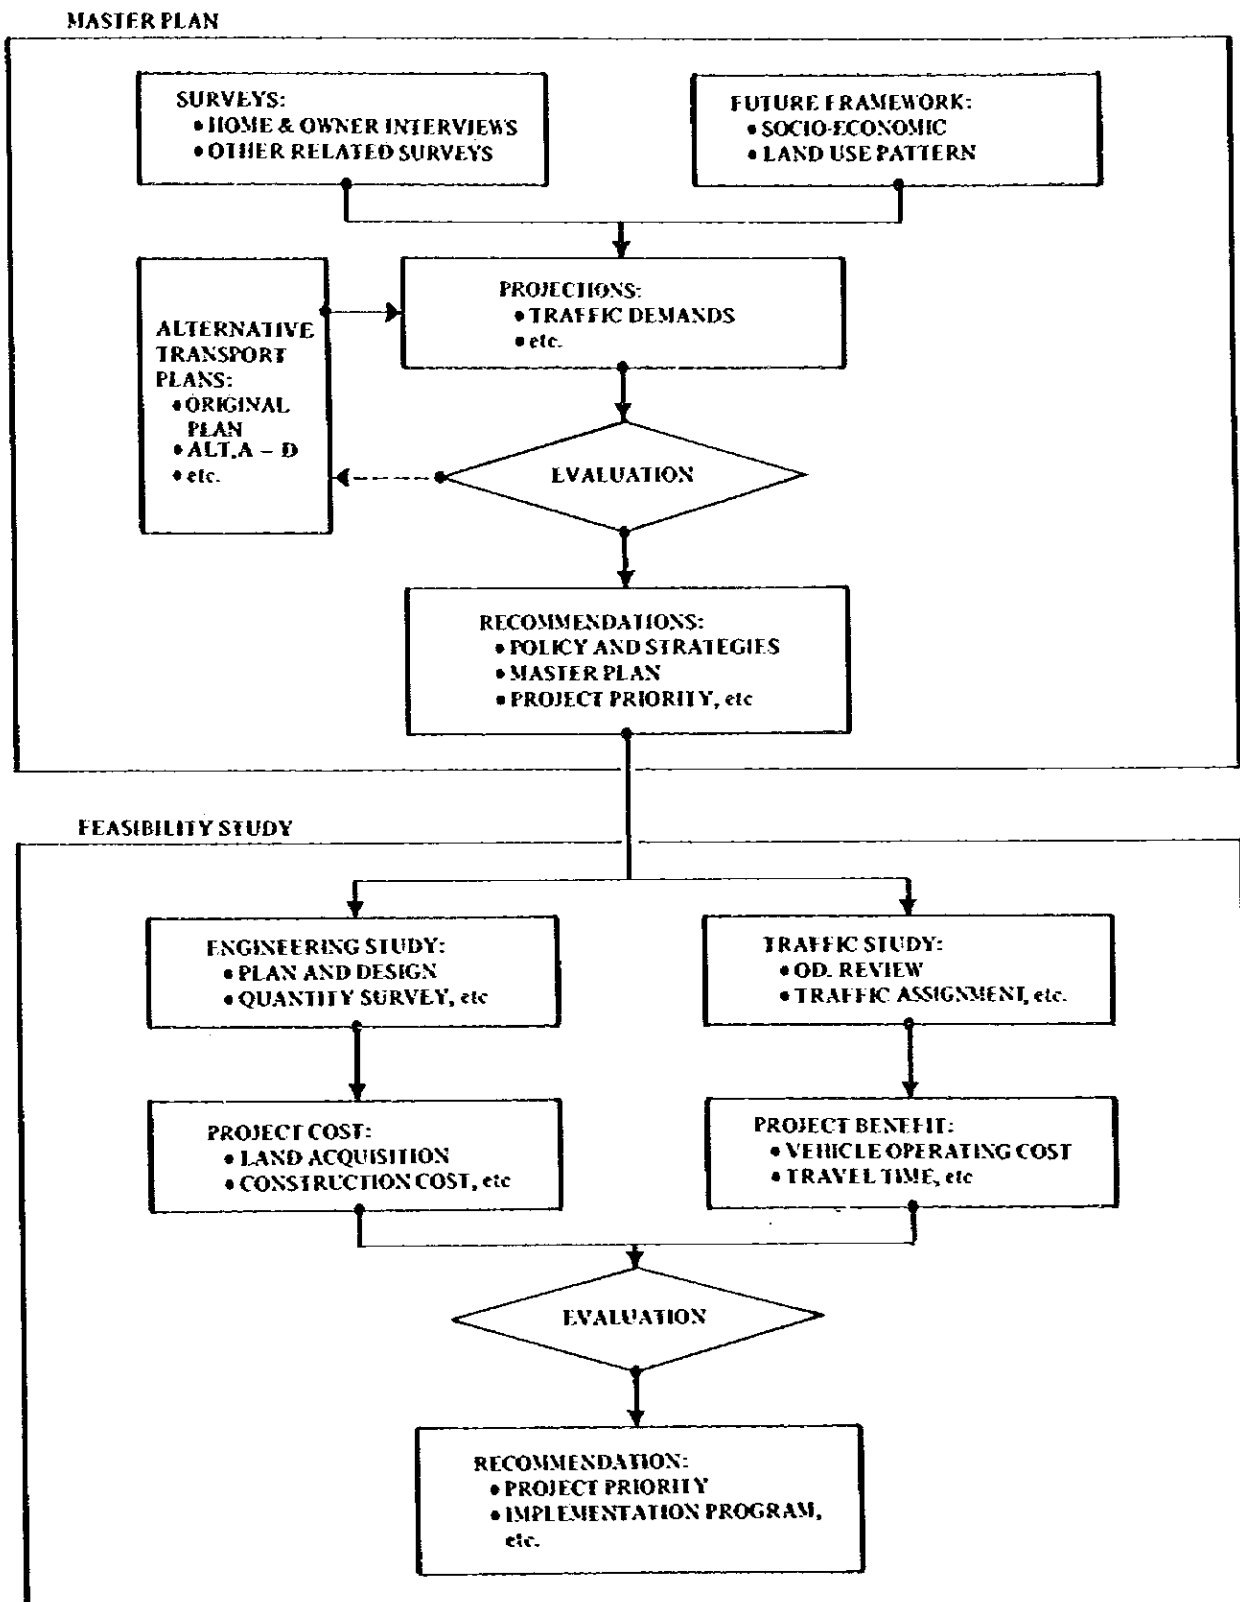 MASTER PLAN
SURVEYS:
• HOME & OWNER INTERVIEWS
• OTHER RELATED SURVEYS
FUTURE FRAMEWORK:
• SOCIO-ECONOMIC
• LAND USE PATTERN
PROJECTIONS:
• TRAFFIC DEMANDS
• etc.
ALTERNATIVE
TRANSPORT
PLANS:
• ORIGINAL
PLAN
• ALT.A – D
• etc.
EVALUATION
RECOMMENDATIONS:
• POLICY AND STRATEGIES
• MASTER PLAN
• PROJECT PRIORITY, etc
FEASIBILITY STUDY
ENGINEERING STUDY:
• PLAN AND DESIGN
• QUANTITY SURVEY, etc
TRAFFIC STUDY:
• OD. REVIEW
• TRAFFIC ASSIGNMENT, etc.
PROJECT COST:
• LAND ACQUISITION
• CONSTRUCTION COST, etc
PROJECT BENEFIT:
• VEHICLE OPERATING COST
• TRAVEL TIME, etc
EVALUATION
RECOMMENDATION:
• PROJECT PRIORITY
• IMPLEMENTATION PROGRAM,
etc.